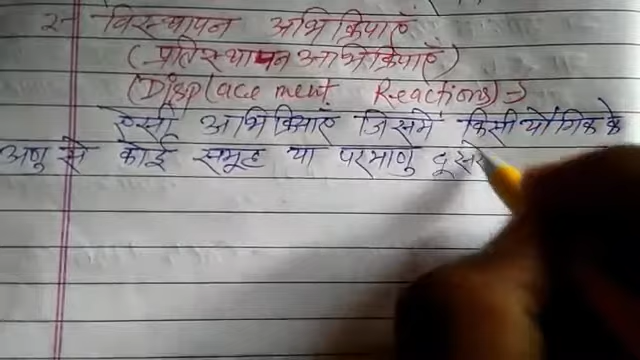 2- विस्थापन अभिक्रियाएँ
(प्रतिस्थापन अभिक्रियाएँ)
(Displacement Reactions)→
ऐसी अभिक्रियाएँ जिसमें किसी यौगिक के
अणु से कोई समूह या परमाणु दूसरे